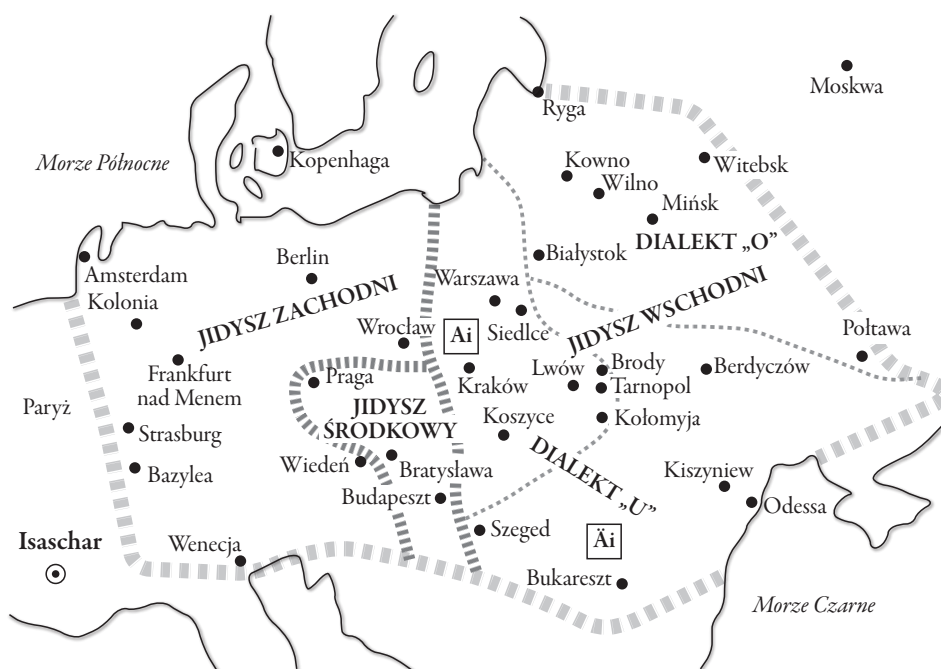 Moskwa
Ryga
Morze Północne
Kopenhaga
Kowno
Witebsk
Wilno
Mińsk
DIALEKT „O”
Białystok
Amsterdam
Berlin
Warszawa
Kolonia
JIDYSZ ZACHODNI
JIDYSZ WSCHODNI
Siedlce
Wrocław
Ai
Połtawa
Frankfurt
nad Menem
Praga
Kraków
Lwów
Brody
Tarnopol
Berdyczów
Paryż
JIDYSZ
ŚRODKOWY
Koszyce
Kołomyja
Strasburg
Wiedeń
Bratysława
DIALEKT „U”
Bazylea
Budapeszt
Kiszyniew
Odessa
Isaschar
Wenecja
Szeged
Äi
Bukareszt
Morze Czarne